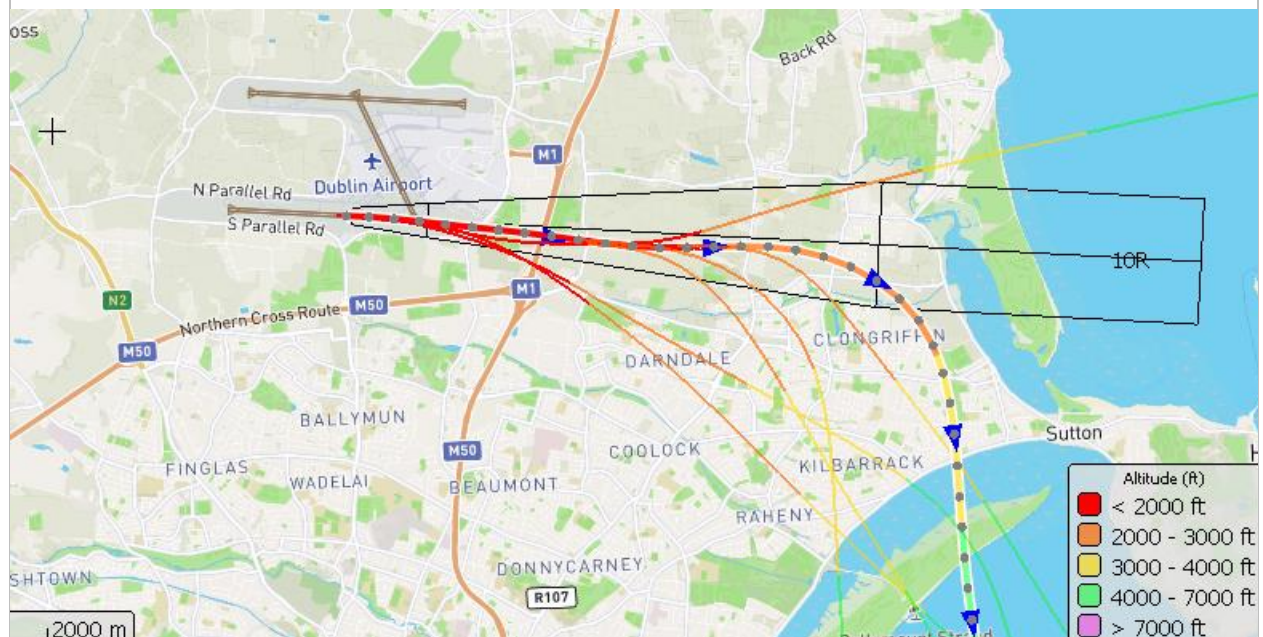 oss
Back Rd
M1
N Parallel Rd
Dublin Airport
S Parallel Rd
10R
N2
M50
M1
Northern Cross Route
M50
CLONGRIFFIN
DARNDALE
BALLYMUN
Sutton
M50
COOLOCK
H
FINGLAS
KILBARRACK
WADELAI
BEAUMONT
RAHENY
DONNYCARNEY
SHTOWN
R107
2000 m
Altitude (ft)
< 2000 ft
2000 - 3000 ft
3000 - 4000 ft
4000 - 7000 ft
> 7000 ft